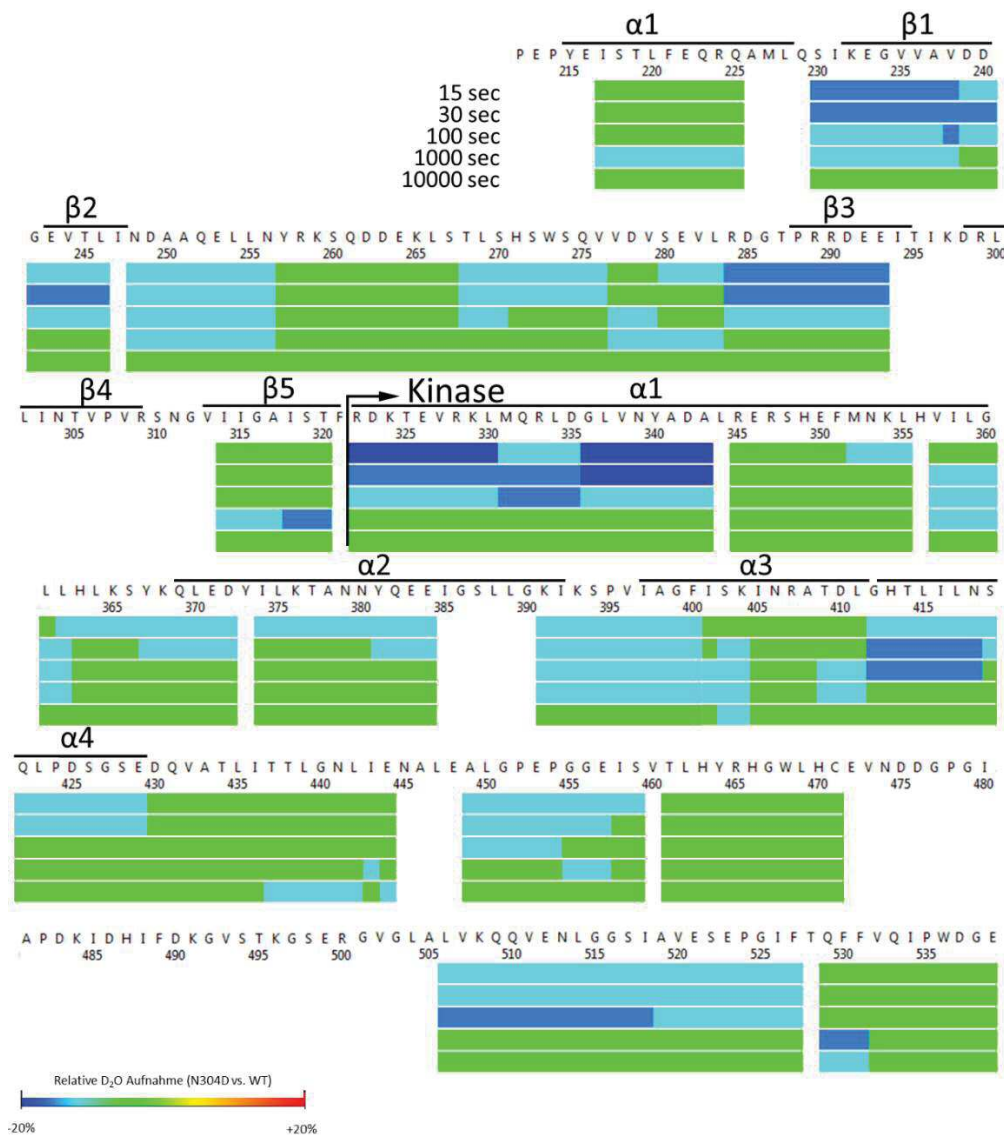 α1 β1
P E P Y E I S T L F E Q R Q A M L Q S I K E G V V A V D D
215 220 225 230 235 240
15 sec
30 sec
100 sec
1000 sec
10000 sec
β2 β3
G E V T L I N D A A Q E L L N Y R K S Q D D E K L S T L S H S W S Q V V D V S E V L R D G T P R R D E E I T I K D R L
245 250 255 260 265 270 275 280 285 290 295 300
β4 β5 Kinase α1
L I N T V P V R S N G V I I G A I S T F R D K T E V R K L M Q R L D G L V N Y A D A L R E R S H E F M N K L H V I L G
305 310 315 320 325 330 335 340 345 350 355 360
α2 α3
L L H L K S Y K Q L E D Y I L K T A N N Y Q E E I G S L L G K I K S P V I A G F I S K I N R A T D L G H T L I L N S
365 370 375 380 385 390 395 400 405 410 415
α4
Q L P D S G S E D Q V A T L I T T L G N L I E N A L E A L G P E P G G E I S V T L H Y R H G W L H C E V N D D G P G I
425 430 435 440 445 450 455 460 465 470 475 480
A P D K I D H I F D K G V S T K G S E R G V G L A L V K Q Q V E N L G G S I A V E S E P G I F T Q F F V Q I P W D G E
485 490 495 500 505 510 515 520 525 530 535
Relative D₂O Aufnahme (N304D vs. WT)
-20% +20%